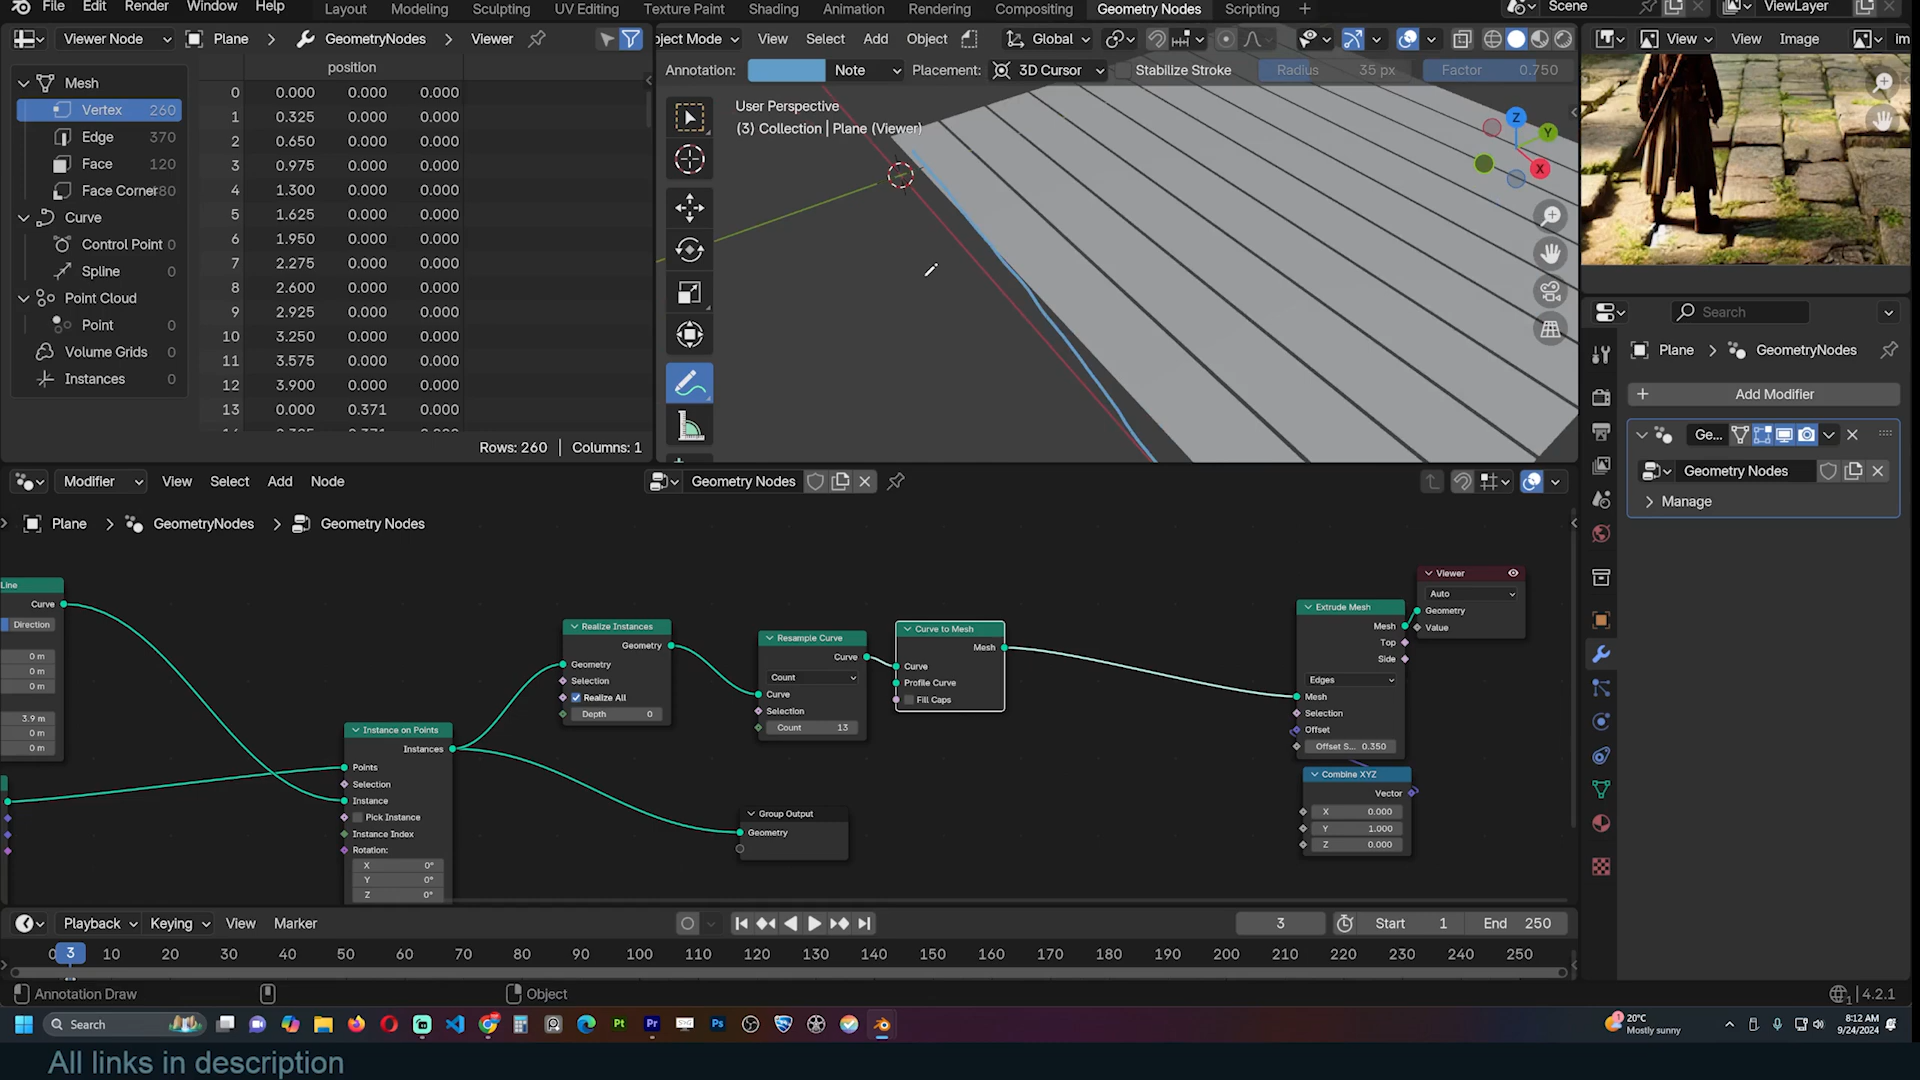 File Edit Render Window Help Layout Modeling Sculpting UV Editing Texture Paint Shading Animation Rendering Compositing Geometry Nodes Scripting + Scene ViewLayer
Viewer Node Plane GeometryNodes Viewer
position
Mesh
Vertex 260
Edge 370
Face 120
Face Corner 80
Curve
Control Point 0
Spline 0
Point Cloud
Point 0
Volume Grids 0
Instances 0
0 0.000 0.000 0.000
1 0.325 0.000 0.000
2 0.650 0.000 0.000
3 0.975 0.000 0.000
4 1.300 0.000 0.000
5 1.625 0.000 0.000
6 1.950 0.000 0.000
7 2.275 0.000 0.000
8 2.600 0.000 0.000
9 2.925 0.000 0.000
10 3.250 0.000 0.000
11 3.575 0.000 0.000
12 3.900 0.000 0.000
13 0.000 0.371 0.000
Rows: 260 Columns: 1
oject Mode View Select Add Object Global
Annotation: Note Placement: 3D Cursor Stabilize Stroke Radius 35 px Factor 0.750
User Perspective
(3) Collection | Plane (Viewer)
Z
Y
X
View View Image
Search
Plane GeometryNodes
+ Add Modifier
Ge...
Geometry Nodes
Manage
Modifier View Select Add Node Geometry Nodes
Plane GeometryNodes Geometry Nodes
Line
Curve
Direction
0 m
0 m
0 m
3.9 m
0 m
0 m
Instance on Points
Instances
Points
Selection
Instance
Pick Instance
Instance Index
Rotation:
X 0°
Y 0°
Z 0°
Realize Instances
Geometry
Geometry
Selection
Realize All
Depth 0
Resample Curve
Curve
Count
Curve
Selection
Count 13
Curve to Mesh
Mesh
Curve
Profile Curve
Fill Caps
Group Output
Geometry
Extrude Mesh
Mesh
Top
Side
Edges
Mesh
Selection
Offset
Offset S... 0.350
Combine XYZ
Vector
X 0.000
Y 1.000
Z 0.000
Viewer
Auto
Geometry
Value
Playback Keying View Marker 3 Start 1 End 250
0 3 10 20 30 40 50 60 70 80 90 100 110 120 130 140 150 160 170 180 190 200 210 220 230 240 250
Annotation Draw Object 4.2.1
Search Pt Pr Ps 20°C
Mostly sunny 8:12 AM
9/24/2024
All links in description